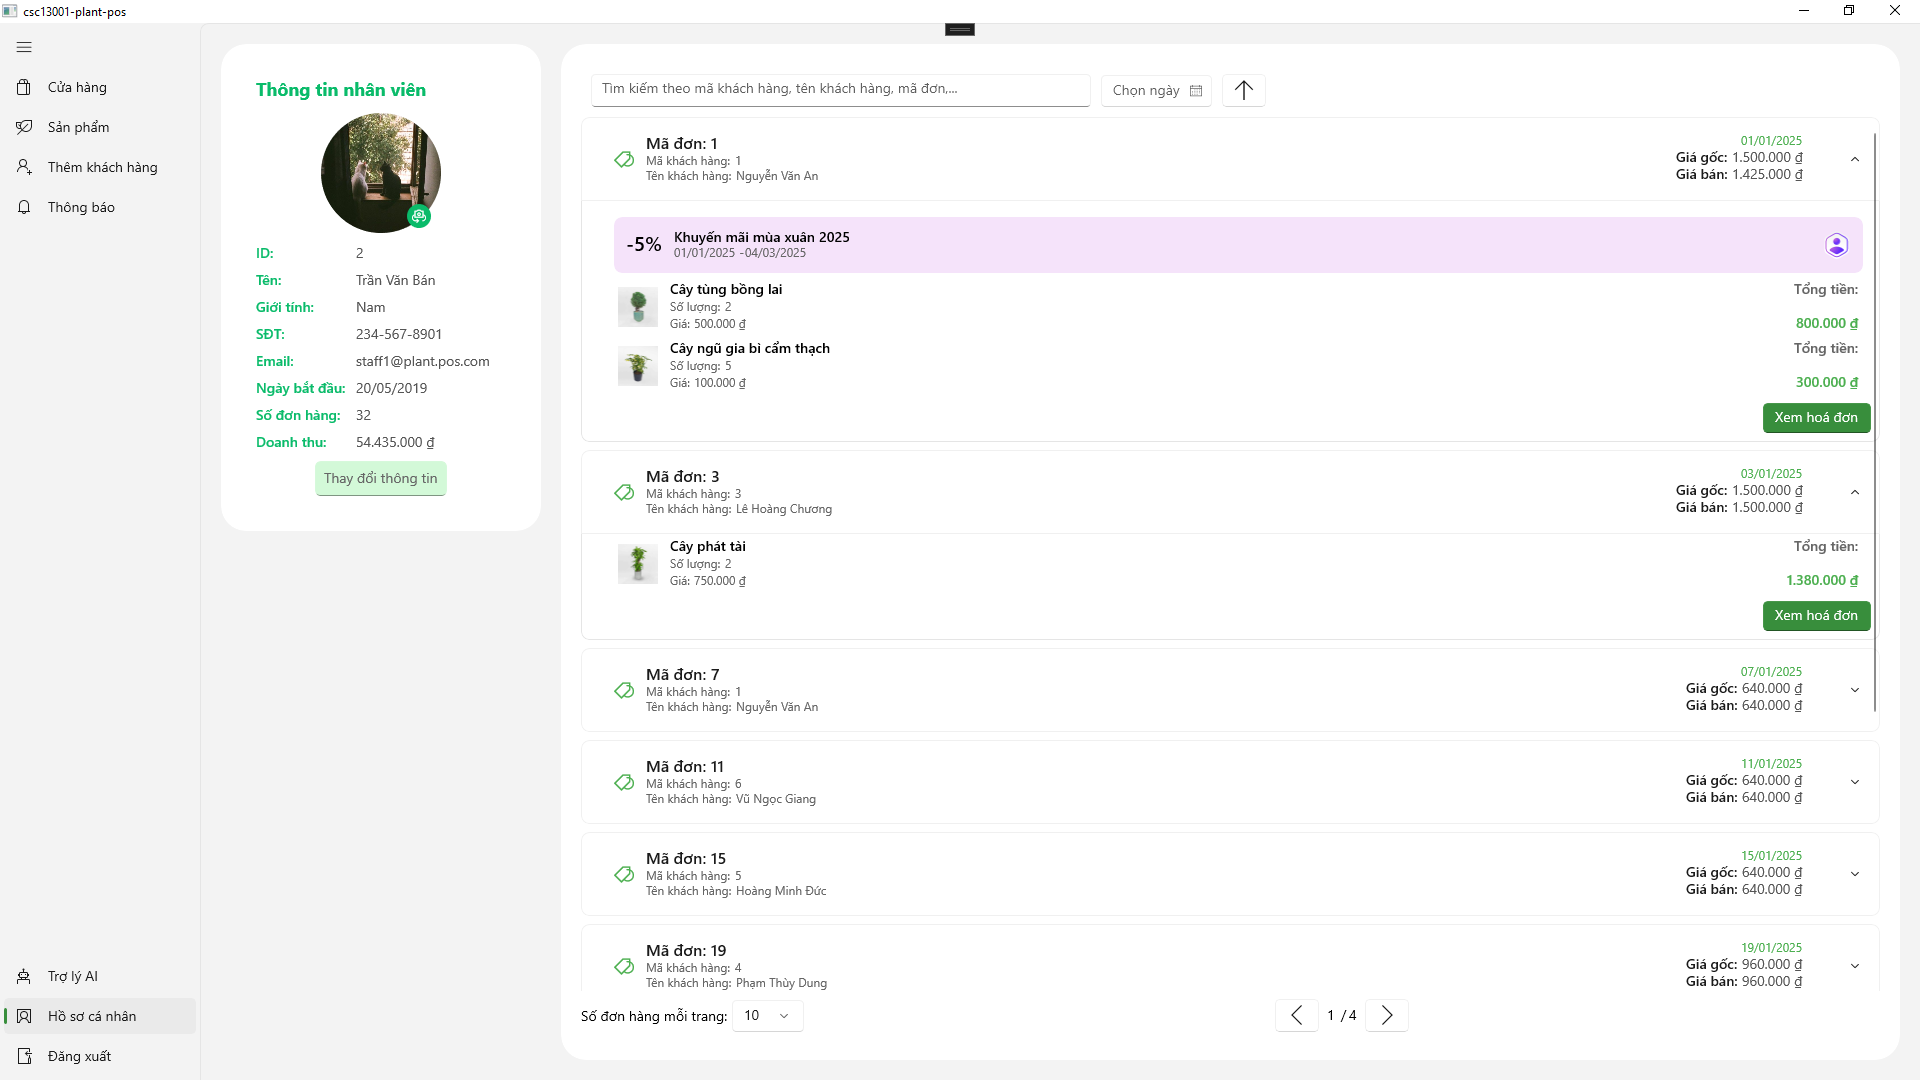 csc13001-plant-pos
Cửa hàng
Sản phẩm
Thêm khách hàng
Thông báo
Trợ lý AI
Hồ sơ cá nhân
Đăng xuất
Thông tin nhân viên
ID: 2
Tên: Trần Văn Bán
Giới tính: Nam
SĐT: 234-567-8901
Email: staff1@plant.pos.com
Ngày bắt đầu: 20/05/2019
Số đơn hàng: 32
Doanh thu: 54.435.000 ₫
Thay đổi thông tin
Tìm kiếm theo mã khách hàng, tên khách hàng, mã đơn,...
Chọn ngày
Mã đơn: 1
Mã khách hàng: 1
Tên khách hàng: Nguyễn Văn An
01/01/2025
Giá gốc: 1.500.000 ₫
Giá bán: 1.425.000 ₫
-5%
Khuyến mãi mùa xuân 2025
01/01/2025 -04/03/2025
Cây tùng bồng lai
Số lượng: 2
Giá: 500.000 ₫
Tổng tiền:
800.000 ₫
Cây ngũ gia bì cẩm thạch
Số lượng: 5
Giá: 100.000 ₫
Tổng tiền:
300.000 ₫
Xem hoá đơn
Mã đơn: 3
Mã khách hàng: 3
Tên khách hàng: Lê Hoàng Chương
03/01/2025
Giá gốc: 1.500.000 ₫
Giá bán: 1.500.000 ₫
Cây phát tài
Số lượng: 2
Giá: 750.000 ₫
Tổng tiền:
1.380.000 ₫
Xem hoá đơn
Mã đơn: 7
Mã khách hàng: 1
Tên khách hàng: Nguyễn Văn An
07/01/2025
Giá gốc: 640.000 ₫
Giá bán: 640.000 ₫
Mã đơn: 11
Mã khách hàng: 6
Tên khách hàng: Vũ Ngọc Giang
11/01/2025
Giá gốc: 640.000 ₫
Giá bán: 640.000 ₫
Mã đơn: 15
Mã khách hàng: 5
Tên khách hàng: Hoàng Minh Đức
15/01/2025
Giá gốc: 640.000 ₫
Giá bán: 640.000 ₫
Mã đơn: 19
Mã khách hàng: 4
Tên khách hàng: Phạm Thùy Dung
19/01/2025
Giá gốc: 960.000 ₫
Giá bán: 960.000 ₫
Số đơn hàng mỗi trang: 10
1 / 4